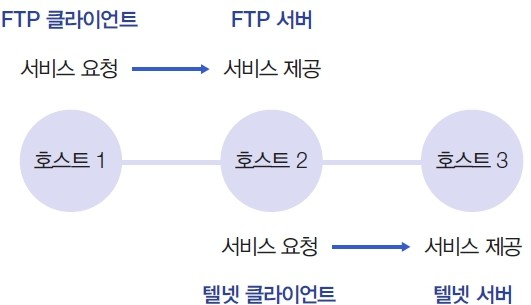 FTP 클라이언트 FTP 서버
서비스 요청 서비스 제공
호스트 1 호스트 2 호스트 3
서비스 요청 서비스 제공
텔넷 클라이언트 텔넷 서버